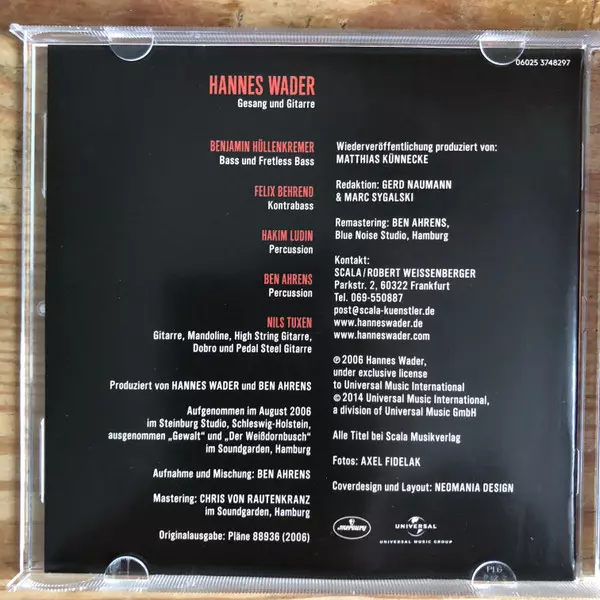 06025 3748297
HANNES WADER
Gesang und Gitarre
BENJAMIN HÜLLENKREMER
Bass und Fretless Bass
FELIX BEHREND
Kontrabass
HAKIM LUDIN
Percussion
BEN AHRENS
Percussion
NILS TUXEN
Gitarre, Mandoline, High String Gitarre,
Dobro und Pedal Steel Gitarre
Produziert von HANNES WADER und BEN AHRENS
Aufgenommen im August 2006
im Steinburg Studio, Schleswig-Holstein,
ausgenommen „Gewalt“ und „Der Weißdornbusch“
im Soundgarden, Hamburg
Aufnahme und Mischung: BEN AHRENS
Mastering: CHRIS VON RAUTENKRANZ
im Soundgarden, Hamburg
Originalausgabe: Pläne 88936 (2006)
Wiederveröffentlichung produziert von:
MATTHIAS KÜNNECKE
Redaktion: GERD NAUMANN
& MARC SYGALSKI
Remastering: BEN AHRENS,
Blue Noise Studio, Hamburg
Kontakt:
SCALA/ROBERT WEISSENBERGER
Parkstr. 2, 60322 Frankfurt
Tel. 069-550887
post@scala-kuenstler.de
www.hanneswader.de
www.hanneswader.com
℗2006 Hannes Wader,
under exclusive license
to Universal Music International
©2014 Universal Music International,
a division of Universal Music GmbH
Alle Titel bei Scala Musikverlag
Fotos: AXEL FIDELAK
Coverdesign und Layout: NEOMANIA DESIGN
UNIVERSAL
UNIVERSAL MUSIC GROUP